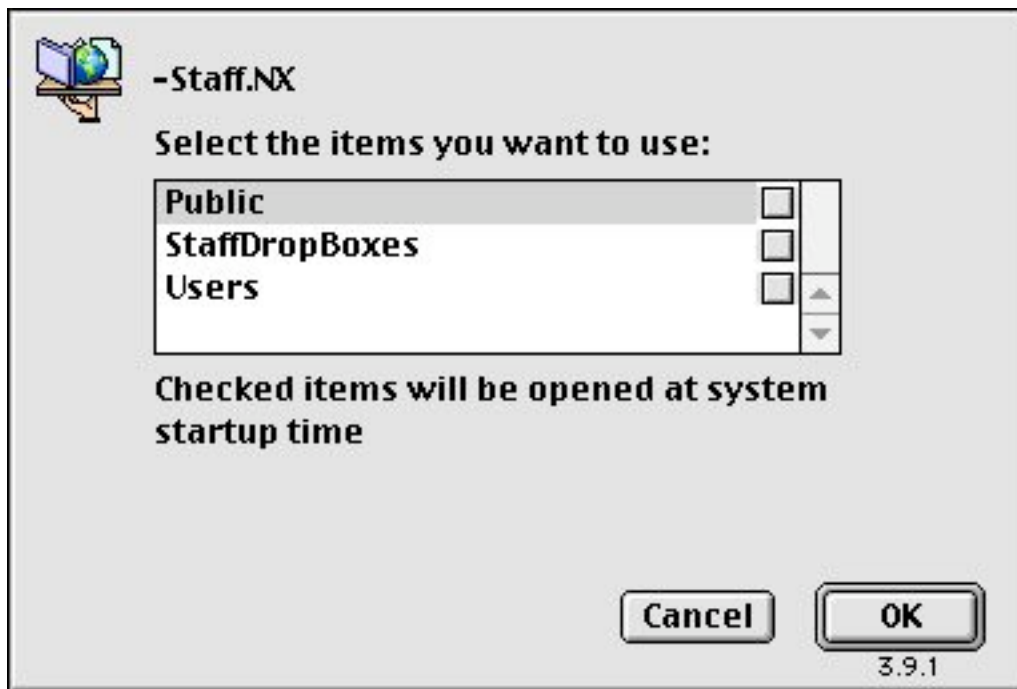 -Staff.NX
Select the items you want to use:
Public
StaffDropBoxes
Users
Checked items will be opened at system
startup time
Cancel
OK
3.9.1